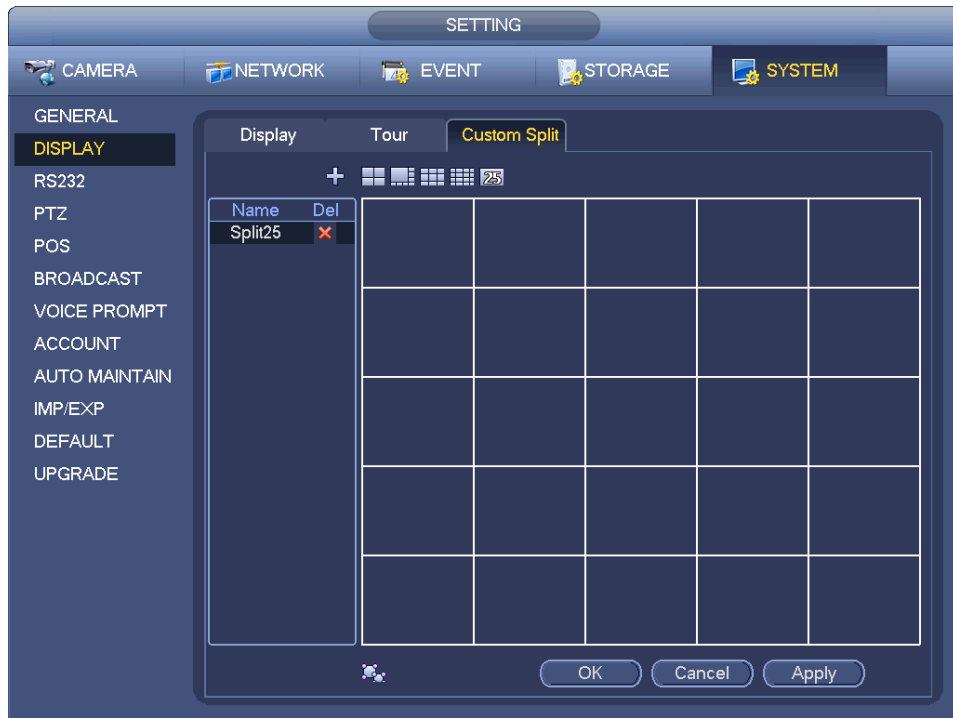 SETTING
CAMERA NETWORK EVENT STORAGE SYSTEM
GENERAL
DISPLAY
RS232
PTZ
POS
BROADCAST
VOICE PROMPT
ACCOUNT
AUTO MAINTAIN
IMP/EXP
DEFAULT
UPGRADE
Display Tour Custom Split
25
Name Del
Split25
OK Cancel Apply